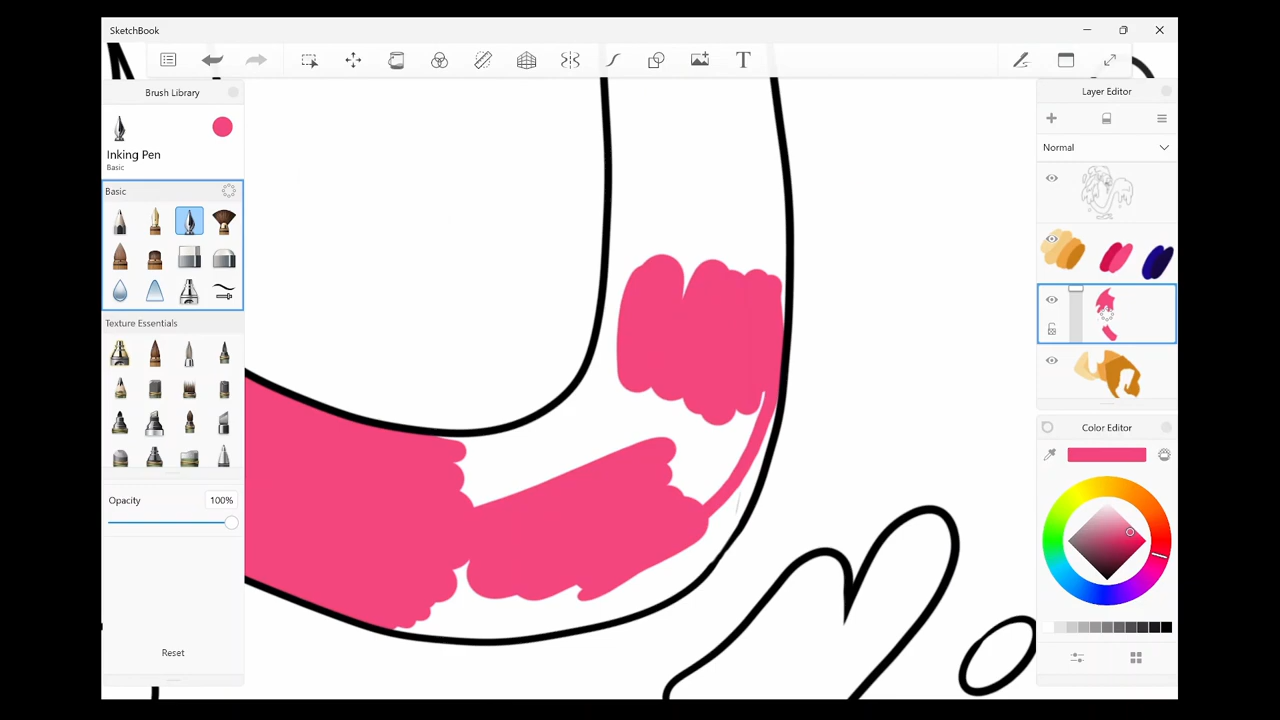 SketchBook
Brush Library
Inking Pen
Basic
Basic
Texture Essentials
Opacity 100%
Reset
T
Layer Editor
Normal
Color Editor